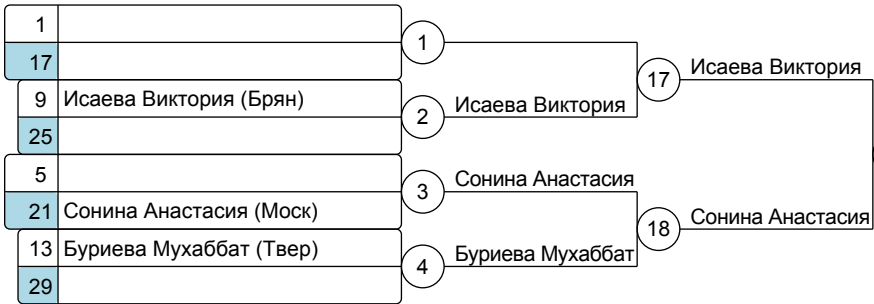 1
1
17
17
Исаева Виктория
9 Исаева Виктория (Брян)
2
Исаева Виктория
25
5
3
Сонина Анастасия
21 Сонина Анастасия (Моск)
18
Сонина Анастасия
13 Буриева Мухаббат (Твер)
4
Буриева Мухаббат
29